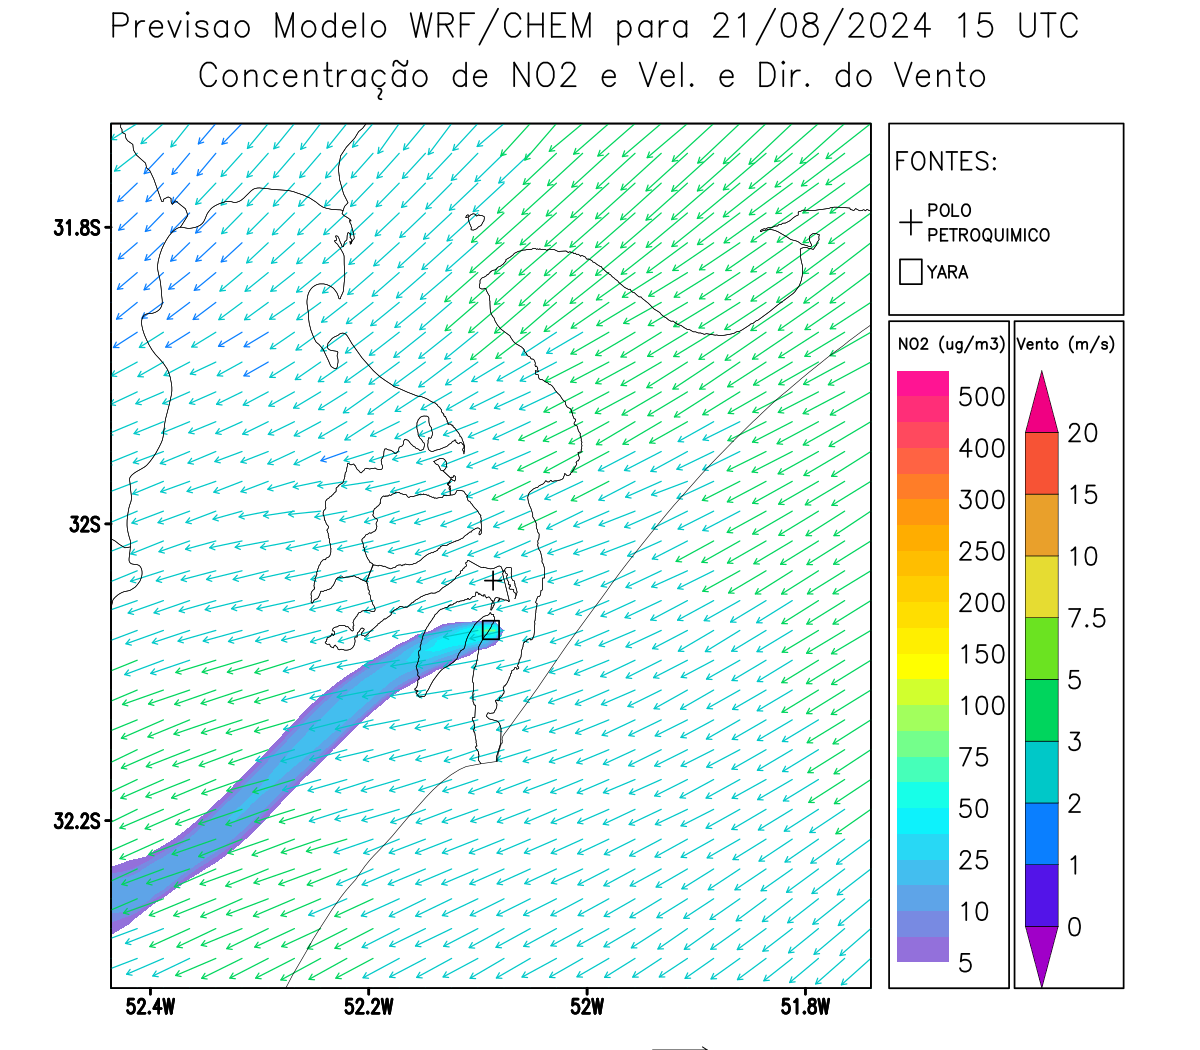 Previsao Modelo WRF/CHEM para 21/08/2024 15 UTC
Concentração de NO2 e Vel. e Dir. do Vento
FONTES:
POLO
PETROQUIMICO
YARA
31.8S
32S
32.2S
52.4W
52.2W
52W
51.8W
NO2 (ug/m3)
500
400
300
250
200
150
100
75
50
25
10
5
Vento (m/s)
20
15
10
7.5
5
3
2
1
0